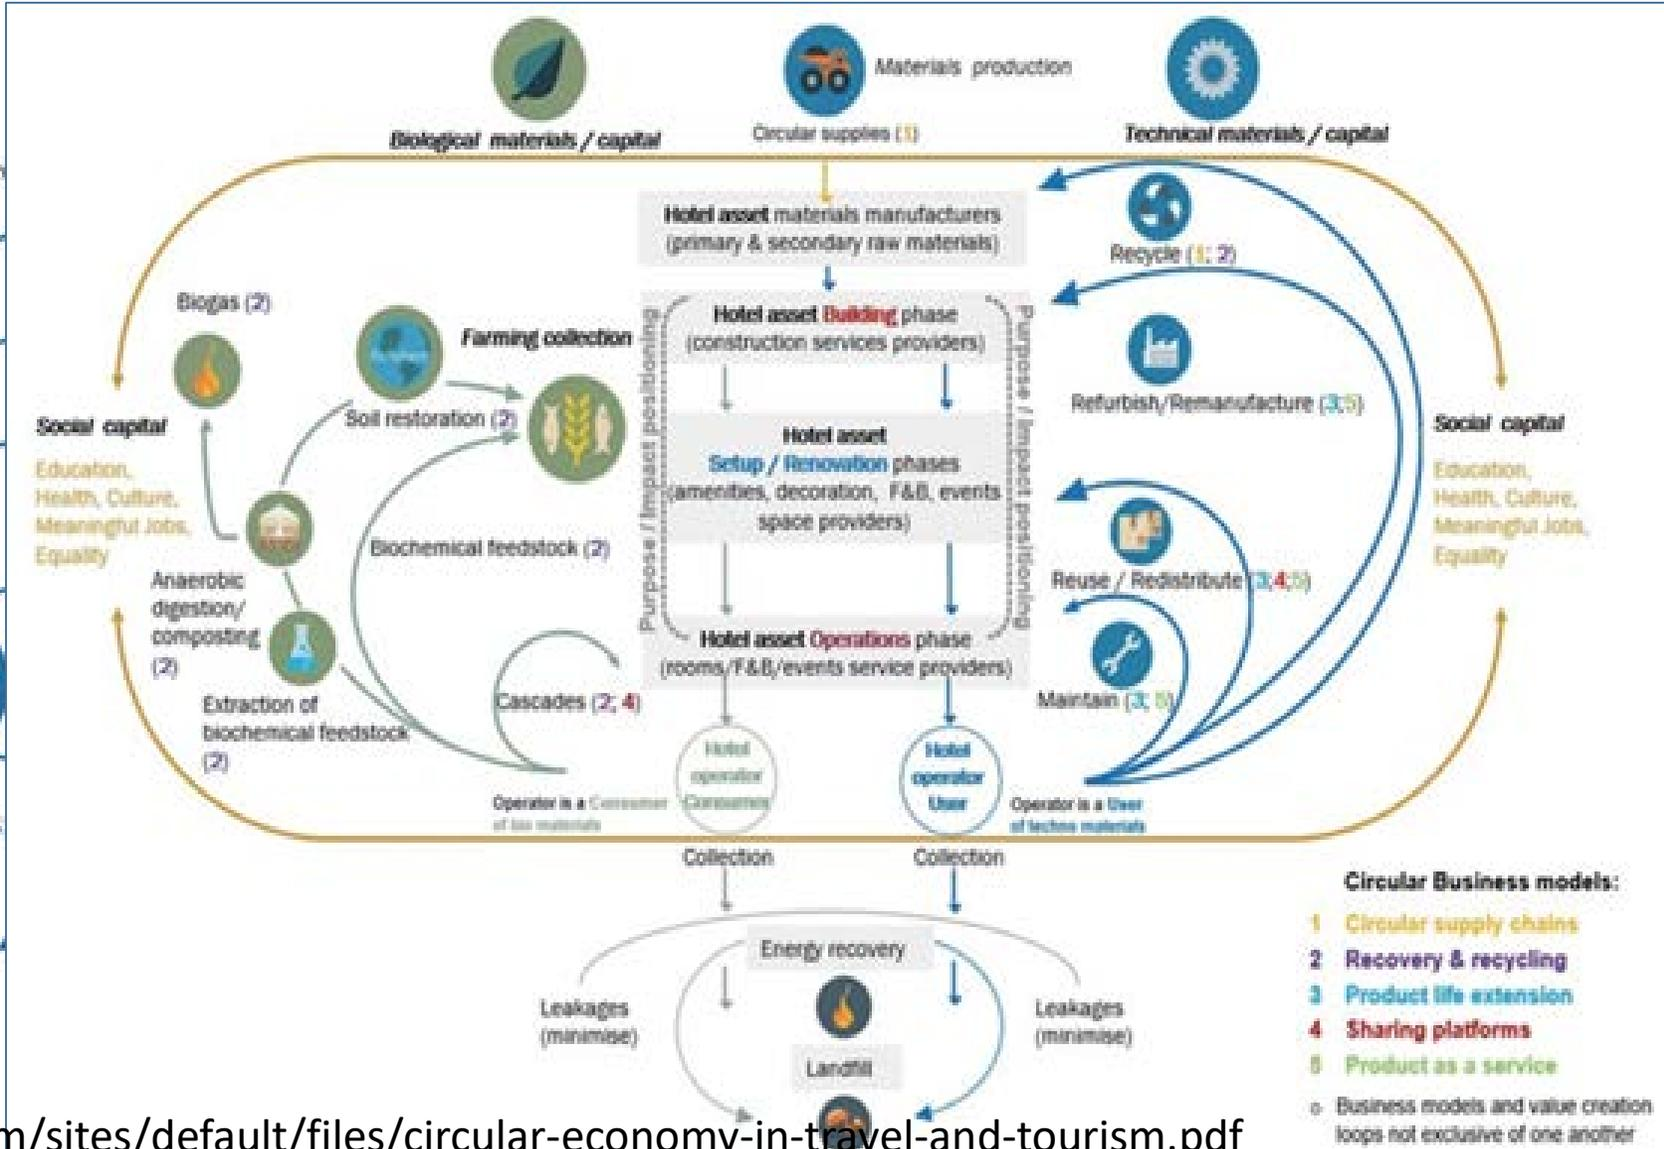 Materials production
Biological materials / capital
Circular supplies (1)
Technical materials / capital
Hotel asset materials manufacturers
(primary & secondary raw materials)
Recycle (1; 2)
Biogas (2)
Farming collection
Soil restoration (2)
Purpose / Impact positioning
Hotel asset Building phase
(construction services providers)
Purpose / Impact positioning
Refurbish/Remanufacture (3;5)
Social capital
Education,
Health, Culture,
Meaningful Jobs,
Equality
Hotel asset
Setup / Renovation phases
(amenities, decoration, F&B, events
space providers)
Social capital
Education,
Health, Culture,
Meaningful Jobs,
Equality
Biochemical feedstock (2)
Reuse / Redistribute (3;4;5)
Anaerobic
digestion/
composting
(2)
Hotel asset Operations phase
(rooms/F&B/events service providers)
Extraction of
biochemical feedstock
(2)
Cascades (2; 4)
Maintain (3; 5)
Hotel
operator
Consumer
Hotel
operator
User
Operator is a Consumer
of bio materials
Operator is a User
of techno materials
Collection
Collection
Energy recovery
Leakages
(minimise)
Leakages
(minimise)
Landfill
Circular Business models:
1 Circular supply chains
2 Recovery & recycling
3 Product life extension
4 Sharing platforms
5 Product as a service
o Business models and value creation
loops not exclusive of one another
m/sites/default/files/circular-economy-in-travel-and-tourism.pdf